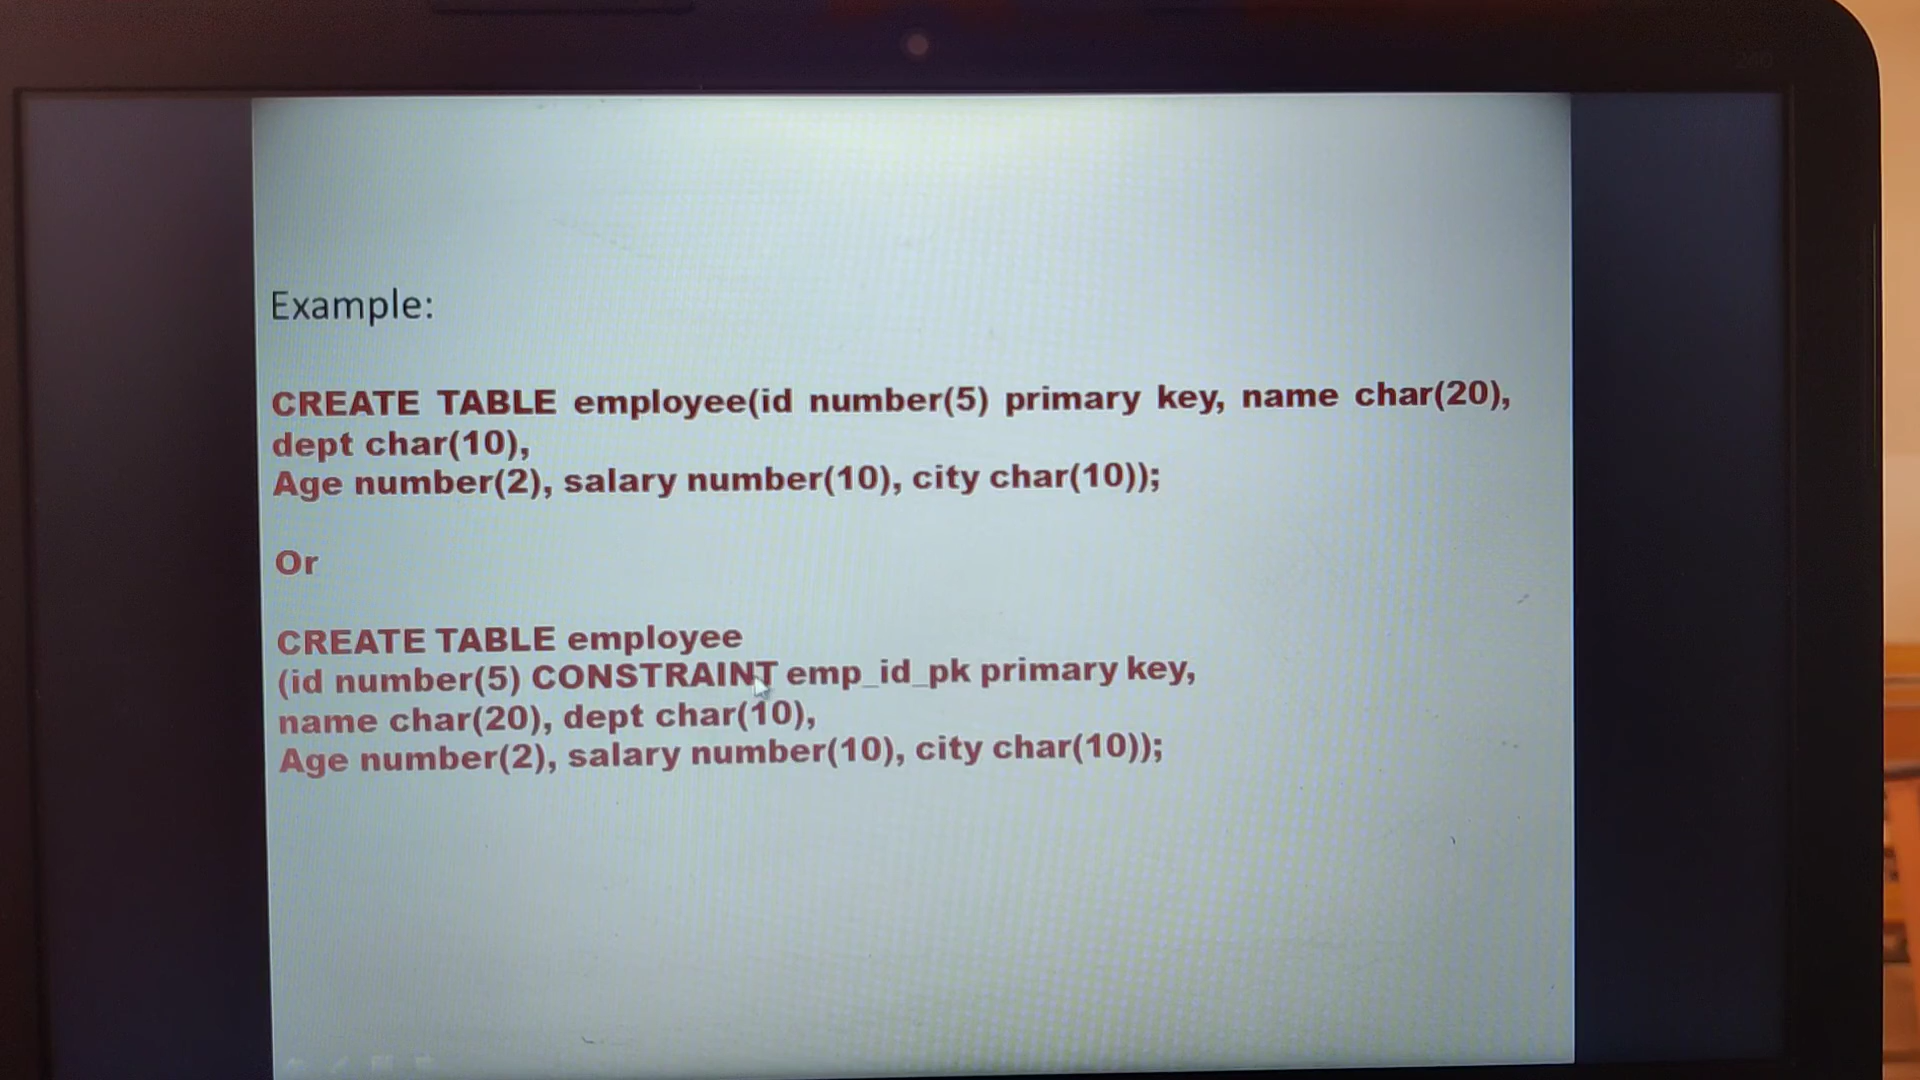 Example:
CREATE TABLE employee(id number(5) primary key, name char(20),
dept char(10),
Age number(2), salary number(10), city char(10));
Or
CREATE TABLE employee
(id number(5) CONSTRAINT emp_id_pk primary key,
name char(20), dept char(10),
Age number(2), salary number(10), city char(10));